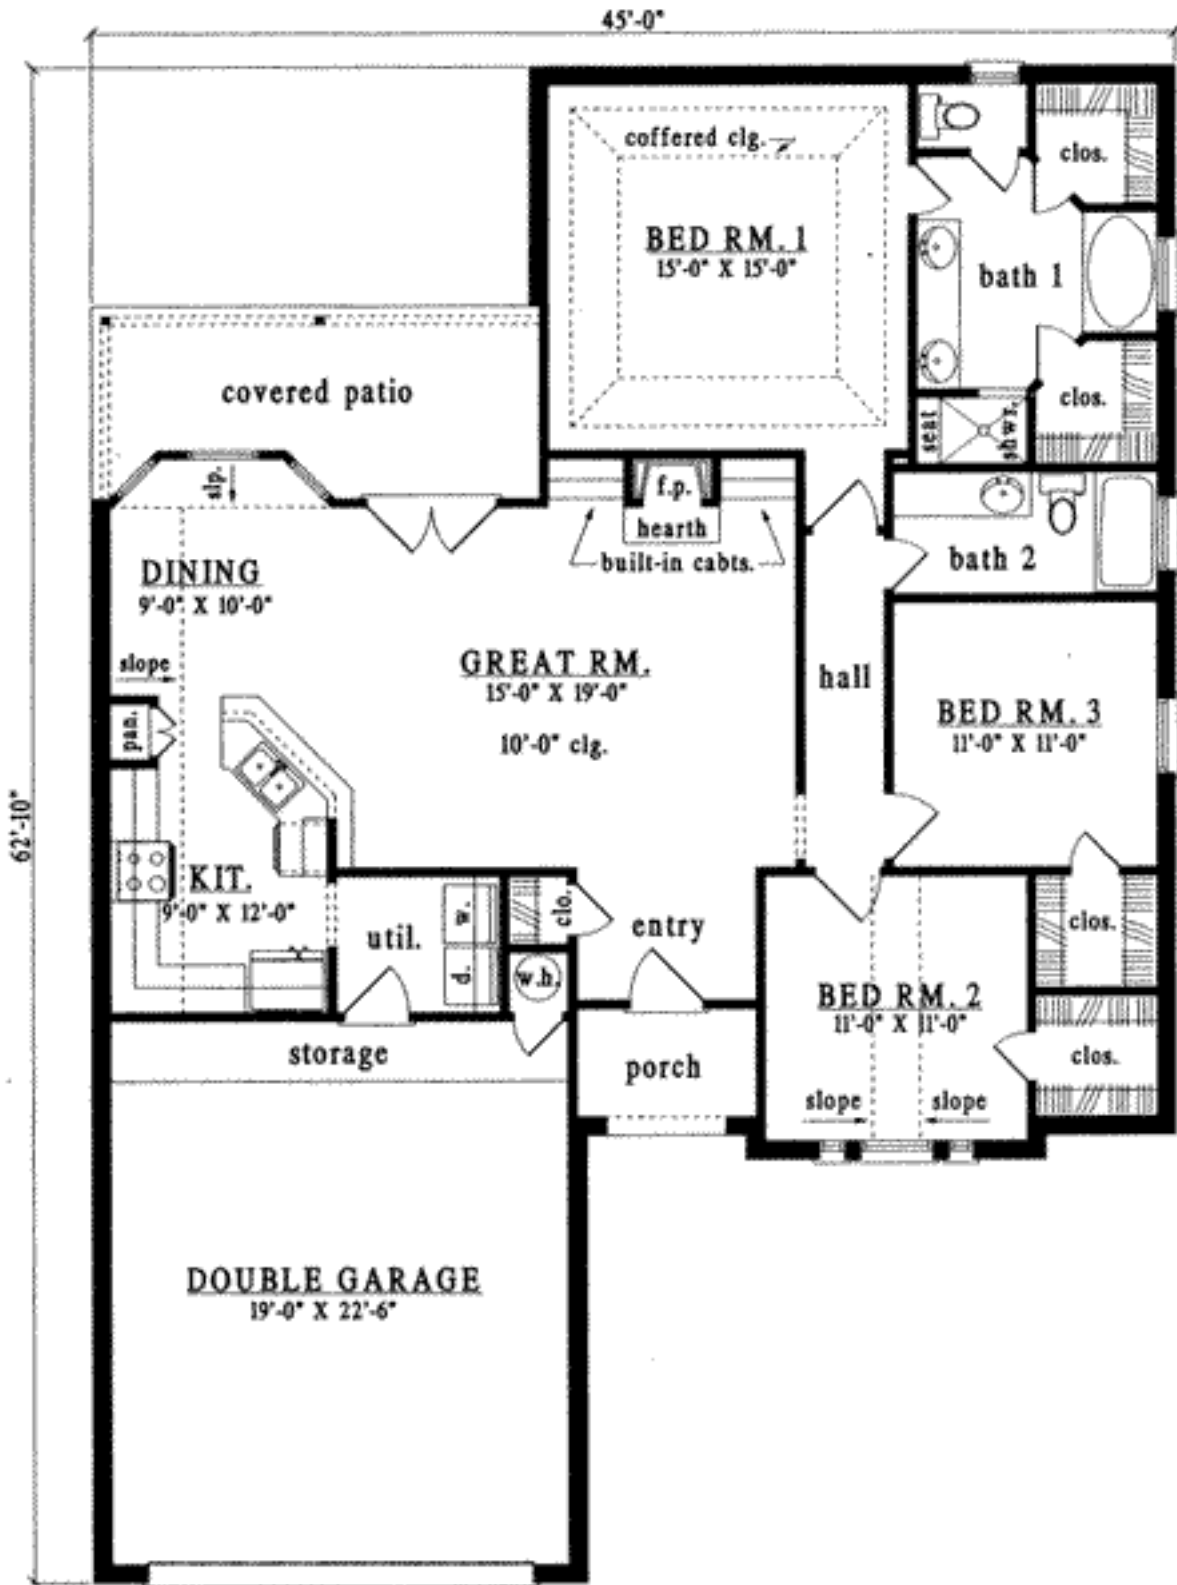 45'-0"
coffered clg.
clos.
BED RM. 1
15'-0" X 15'-0"
bath 1
covered patio
clos.
seat
shwr.
slp.
f.p.
hearth
built-in cabts.
bath 2
DINING
9'-0" X 10'-0"
slope
GREAT RM.
15'-0" X 19'-0"
10'-0" clg.
hall
BED RM. 3
11'-0" X 11'-0"
pan.
62'-10"
KIT.
9'-0" X 12'-0"
util.
w.
d.
clo.
entry
clos.
w.h.
BED RM. 2
11'-0" X 11'-0"
storage
porch
clos.
slope
slope
DOUBLE GARAGE
19'-0" X 22'-6"